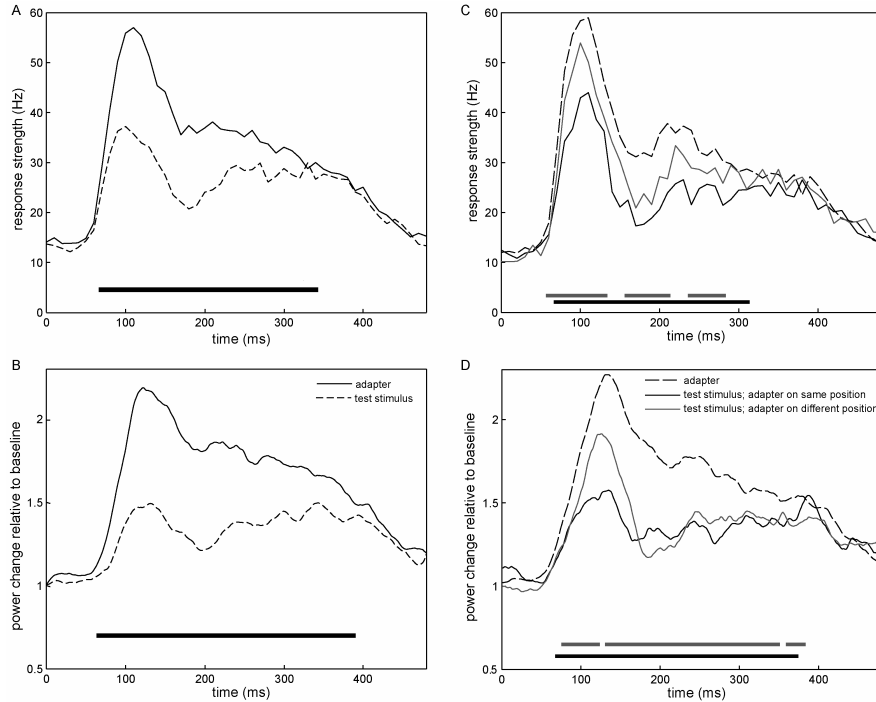 A
60
50
40
30
20
10
0
response strength (Hz)
0 100 200 300 400
time (ms)
C
60
50
40
30
20
10
0
response strength (Hz)
0 100 200 300 400
time (ms)
B
2
1.5
1
0.5
power change relative to baseline
adapter
test stimulus
0 100 200 300 400
time (ms)
D
2
1.5
1
0.5
power change relative to baseline
adapter
test stimulus; adapter on same position
test stimulus; adapter on different position
0 100 200 300 400
time (ms)